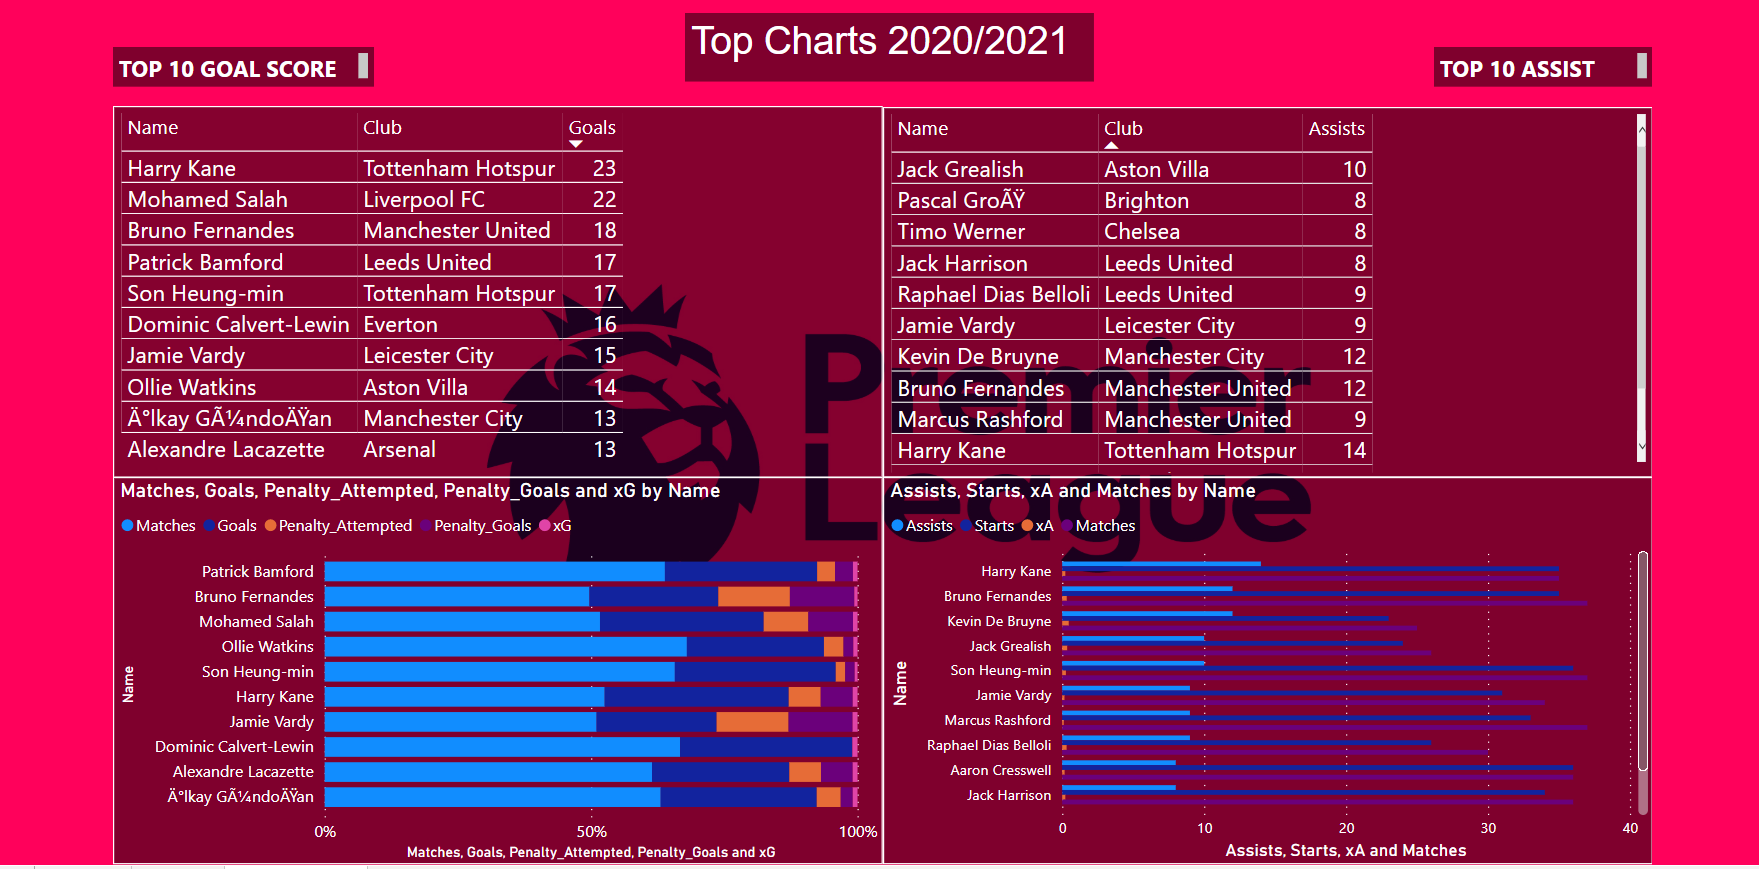 Top Charts 2020/2021
TOP 10 GOAL SCORE
TOP 10 ASSIST
Name Club Goals
Harry Kane Tottenham Hotspur 23
Mohamed Salah Liverpool FC 22
Bruno Fernandes Manchester United 18
Patrick Bamford Leeds United 17
Son Heung-min Tottenham Hotspur 17
Dominic Calvert-Lewin Everton 16
Jamie Vardy Leicester City 15
Ollie Watkins Aston Villa 14
Ä°lkay GÃ¼ndoÄŸan Manchester City 13
Alexandre Lacazette Arsenal 13
Name Club Assists
Jack Grealish Aston Villa 10
Pascal GroÃŸ Brighton 8
Timo Werner Chelsea 8
Jack Harrison Leeds United 8
Raphael Dias Belloli Leeds United 9
Jamie Vardy Leicester City 9
Kevin De Bruyne Manchester City 12
Bruno Fernandes Manchester United 12
Marcus Rashford Manchester United 9
Harry Kane Tottenham Hotspur 14
Premier
League
Matches, Goals, Penalty_Attempted, Penalty_Goals and xG by Name
Matches Goals Penalty_Attempted Penalty_Goals xG
Name
Patrick Bamford
Bruno Fernandes
Mohamed Salah
Ollie Watkins
Son Heung-min
Harry Kane
Jamie Vardy
Dominic Calvert-Lewin
Alexandre Lacazette
Ä°lkay GÃ¼ndoÄŸan
0% 50% 100%
Matches, Goals, Penalty_Attempted, Penalty_Goals and xG
Assists, Starts, xA and Matches by Name
Assists Starts xA Matches
Name
Harry Kane
Bruno Fernandes
Kevin De Bruyne
Jack Grealish
Son Heung-min
Jamie Vardy
Marcus Rashford
Raphael Dias Belloli
Aaron Cresswell
Jack Harrison
0 10 20 30 40
Assists, Starts, xA and Matches